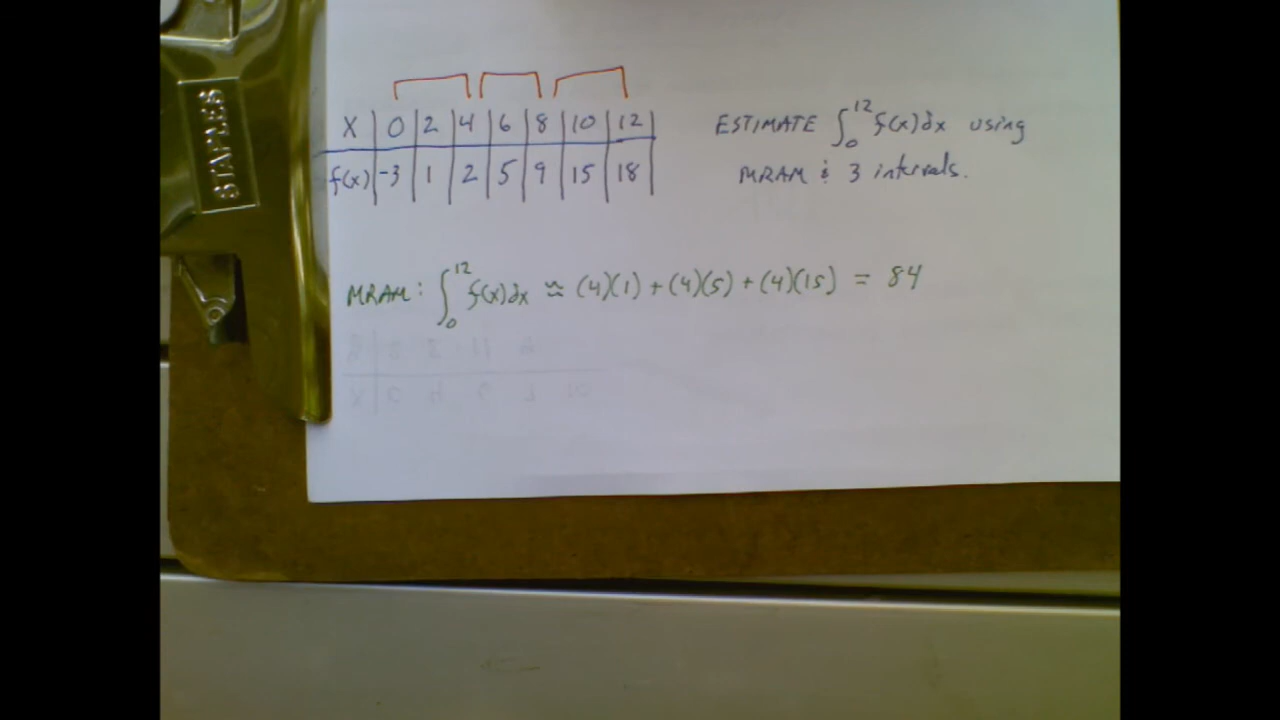 STAPLES
X 0 2 4 6 8 10 12
f(x) -3 1 2 5 9 15 18
ESTIMATE ∫₀¹² f(x)dx using
MRAM & 3 intervals.
MRAM: ∫₀¹² f(x)dx ≈ (4)(1) + (4)(5) + (4)(15) = 84